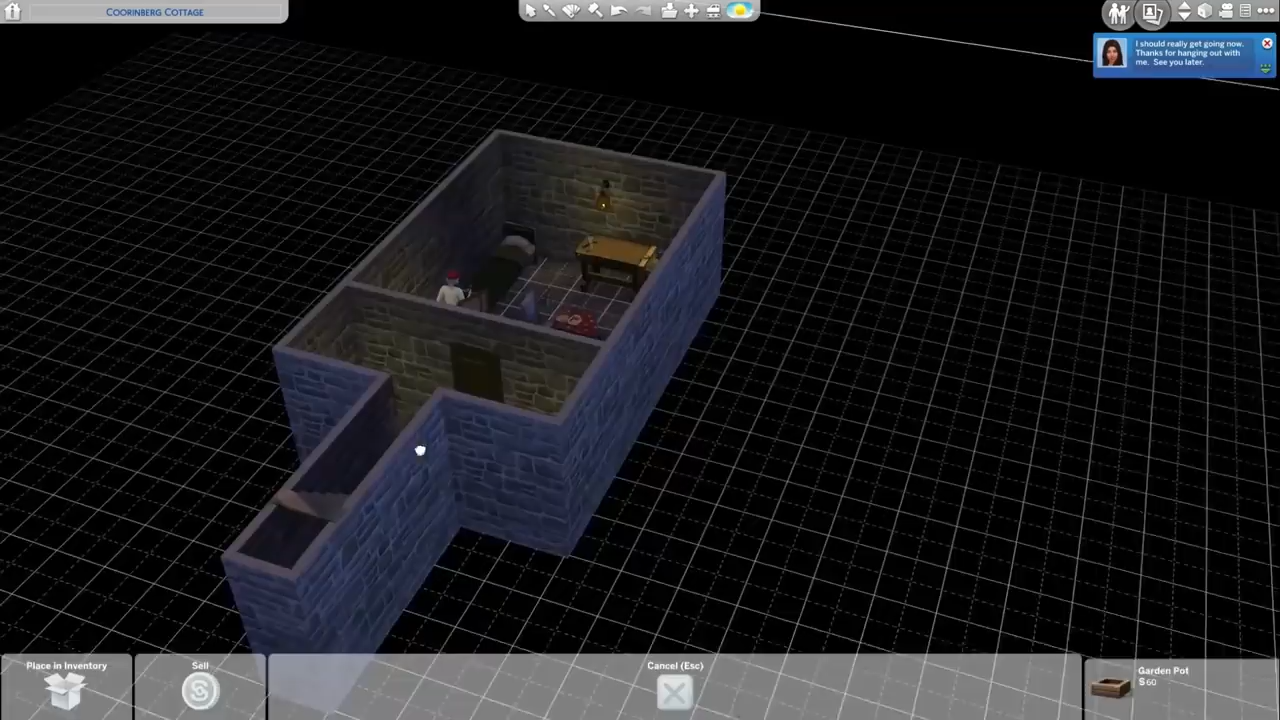 COORINBERG COTTAGE
I should really get going now.
Thanks for hanging out with
me. See you later.
Place in Inventory
Sell
Cancel (Esc)
Garden Pot
§60